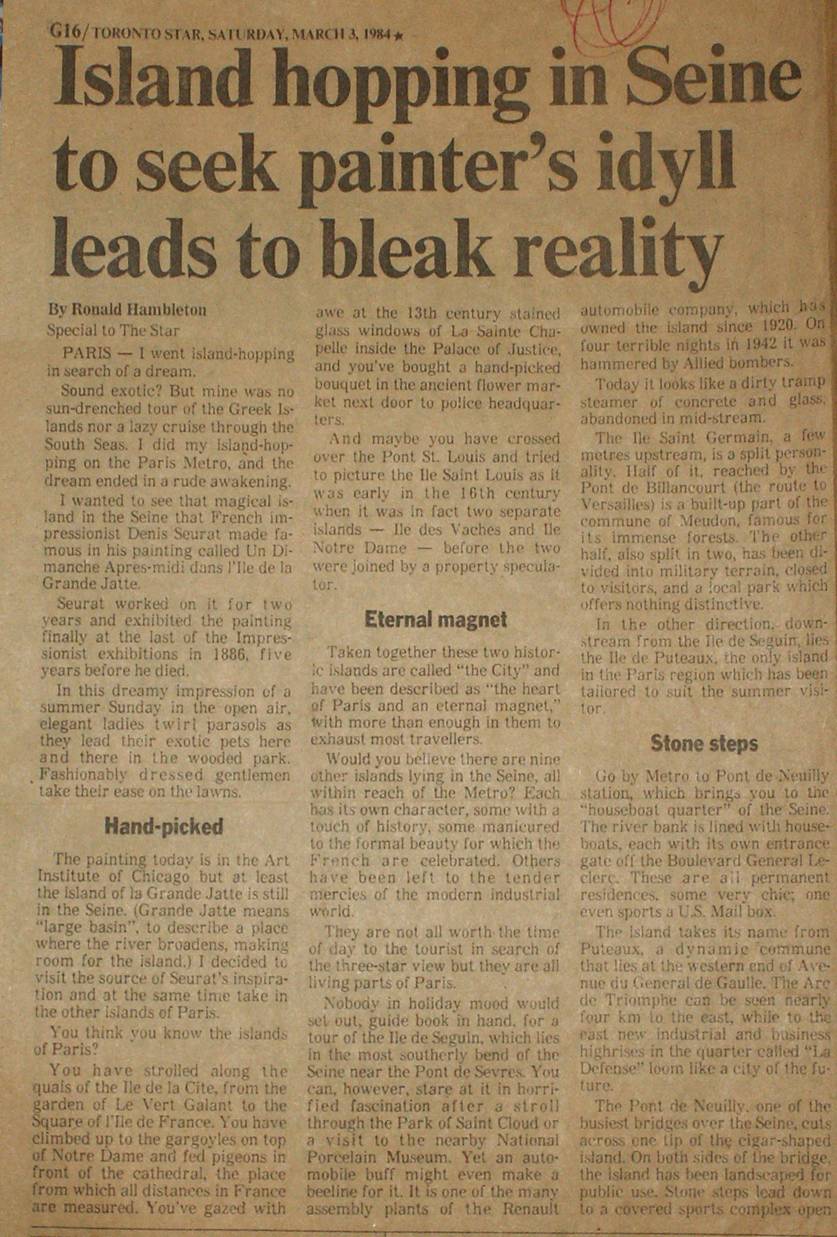 G16/TORONTO STAR, SATURDAY, MARCH 3, 1984★
Island hopping in Seine
to seek painter's idyll
leads to bleak reality
By Ronald Hambleton
Special to The Star
PARIS — I went island-hopping
in search of a dream.
Sound exotic? But mine was no
sun-drenched tour of the Greek Is-
lands nor a lazy cruise through the
South Seas. I did my island-hop-
ping on the Paris Metro, and the
dream ended in a rude awakening.
I wanted to see that magical is-
land in the Seine that French im-
pressionist Denis Seurat made fa-
mous in his painting called Un Di-
manche Apres-midi dans l'Ile de la
Grande Jatte.
Seurat worked on it for two
years and exhibited the painting
finally at the last of the Impres-
sionist exhibitions in 1886, five
years before he died.
In this dreamy impression of a
summer Sunday in the open air,
elegant ladies twirl parasols as
they lead their exotic pets here
and there in the wooded park.
Fashionably dressed gentlemen
take their ease on the lawns.
Hand-picked
The painting today is in the Art
Institute of Chicago but at least
the island of la Grande Jatte is still
in the Seine. (Grande Jatte means
"large basin", to describe a place
where the river broadens, making
room for the island.) I decided to
visit the source of Seurat's inspira-
tion and at the same time take in
the other islands of Paris.
You think you know the islands
of Paris?
You have strolled along the
quais of the Ile de la Cite, from the
garden of Le Vert Galant to the
Square of l'Ile de France. You have
climbed up to the gargoyles on top
of Notre Dame and fed pigeons in
front of the cathedral, the place
from which all distances in France
are measured. You've gazed with
awe at the 13th century stained
glass windows of La Sainte Cha-
pelle inside the Palace of Justice,
and you've bought a hand-picked
bouquet in the ancient flower mar-
ket next door to police headquar-
ters.
And maybe you have crossed
over the Pont St. Louis and tried
to picture the Ile Saint Louis as it
was early in the 16th century
when it was in fact two separate
islands — Ile des Vaches and Ile
Notre Dame — before the two
were joined by a property specula-
tor.
Eternal magnet
Taken together these two histor-
ic islands are called "the City" and
have been described as "the heart
of Paris and an eternal magnet,"
with more than enough in them to
exhaust most travellers.
Would you believe there are nine
other islands lying in the Seine, all
within reach of the Metro? Each
has its own character, some with a
touch of history, some manicured
to the formal beauty for which the
French are celebrated. Others
have been left to the tender
mercies of the modern industrial
world.
They are not all worth the time
of day to the tourist in search of
the three-star view but they are all
living parts of Paris.
Nobody in holiday mood would
set out, guide book in hand, for a
tour of the Ile de Seguin, which lies
in the most southerly bend of the
Seine near the Pont de Sevres. You
can, however, stare at it in horri-
fied fascination after a stroll
through the Park of Saint Cloud or
a visit to the nearby National
Porcelain Museum. Yet an auto-
mobile buff might even make a
beeline for it. It is one of the many
assembly plants of the Renault
automobile company, which has
owned the island since 1920. On
four terrible nights in 1942 it was
hammered by Allied bombers.
Today it looks like a dirty tramp
steamer of concrete and glass,
abandoned in mid-stream.
The Ile Saint Germain, a few
metres upstream, is a split person-
ality. Half of it, reached by the
Pont de Billancourt (the route to
Versailles) is a built-up part of the
commune of Meudon, famous for
its immense forests. The other
half, also split in two, has been di-
vided into military terrain, closed
to visitors, and a local park which
offers nothing distinctive.
In the other direction, down-
stream from the Ile de Seguin, lies
the Ile de Puteaux, the only island
in the Paris region which has been
tailored to suit the summer visi-
tor.
Stone steps
Go by Metro to Pont de Neuilly
station, which brings you to the
"houseboat quarter" of the Seine.
The river bank is lined with house-
boats, each with its own entrance
gate off the Boulevard General Le-
clerc. These are all permanent
residences, some very chic; one
even sports a U.S. Mail box.
The island takes its name from
Puteaux, a dynamic commune
that lies at the western end of Ave-
nue du General de Gaulle. The Arc
de Triomphe can be seen nearly
four km to the east, while to the
east new industrial and business
highrises in the quarter called "La
Defense" loom like a city of the fu-
ture.
The Pont de Neuilly, one of the
busiest bridges over the Seine, cuts
across one tip of the cigar-shaped
island. On both sides of the bridge,
the island has been landscaped for
public use. Stone steps lead down
to a covered sports complex open